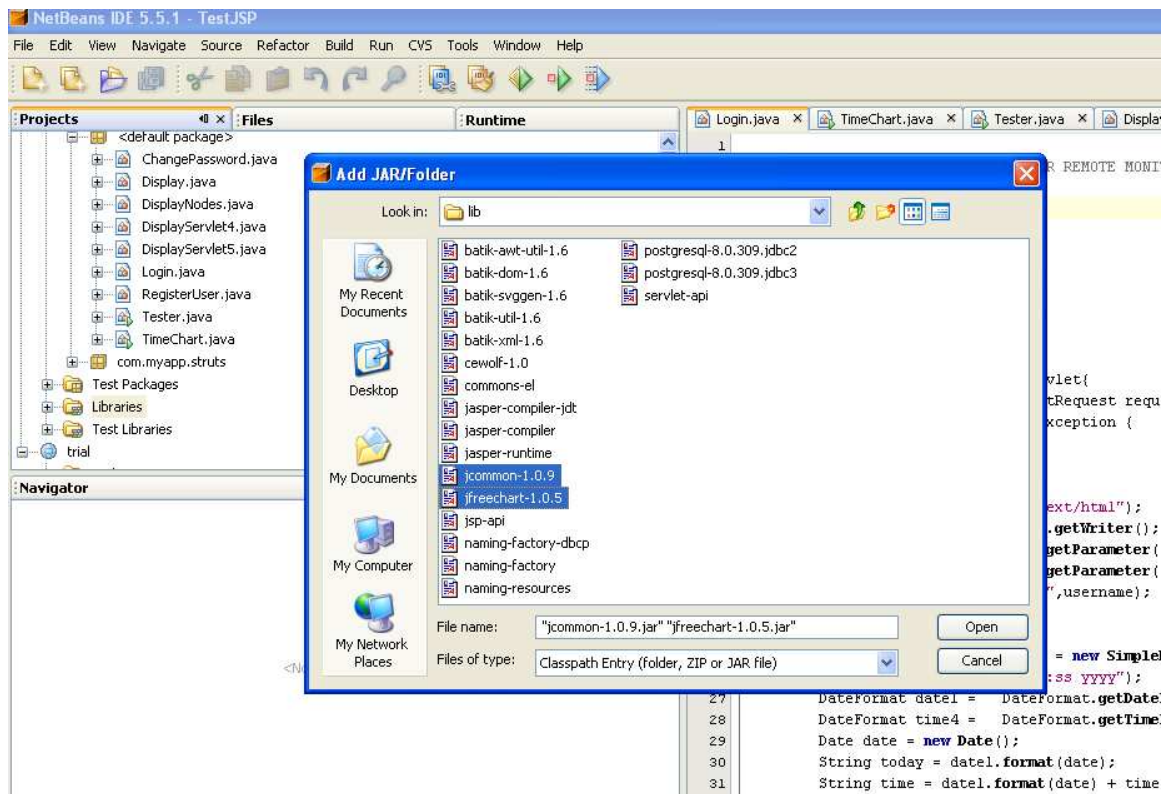 NetBeans IDE 5.5.1 - TestJSP
File Edit View Navigate Source Refactor Build Run CVS Tools Window Help
Projects Files Runtime
<default package>
ChangePassword.java
Display.java
DisplayNodes.java
DisplayServlet4.java
DisplayServlet5.java
Login.java
RegisterUser.java
Tester.java
TimeChart.java
com.myapp.struts
Test Packages
Libraries
Test Libraries
trial
Navigator
<No
Login.java TimeChart.java Tester.java Displa
1
R REMOTE MONI
Add JAR/Folder
Look in: lib
My Recent Documents
Desktop
My Documents
My Computer
My Network Places
batik-awt-util-1.6
batik-dom-1.6
batik-svggen-1.6
batik-util-1.6
batik-xml-1.6
cewolf-1.0
commons-el
jasper-compiler-jdt
jasper-compiler
jasper-runtime
jcommon-1.0.9
jfreechart-1.0.5
jsp-api
naming-factory-dbcp
naming-factory
naming-resources
postgresql-8.0.309.jdbc2
postgresql-8.0.309.jdbc3
servlet-api
File name: "jcommon-1.0.9.jar" "jfreechart-1.0.5.jar" Open
Files of type: Classpath Entry (folder, ZIP or JAR file) Cancel
vlet{
tRequest requ
xception {
ext/html");
.getWriter();
getParameter(
getParameter(
",username);
= new Simple
:ss yyyy");
27 DateFormat date1 = DateFormat.getDate
28 DateFormat time4 = DateFormat.getTime
29 Date date = new Date();
30 String today = date1.format(date);
31 String time = date1.format(date) + time